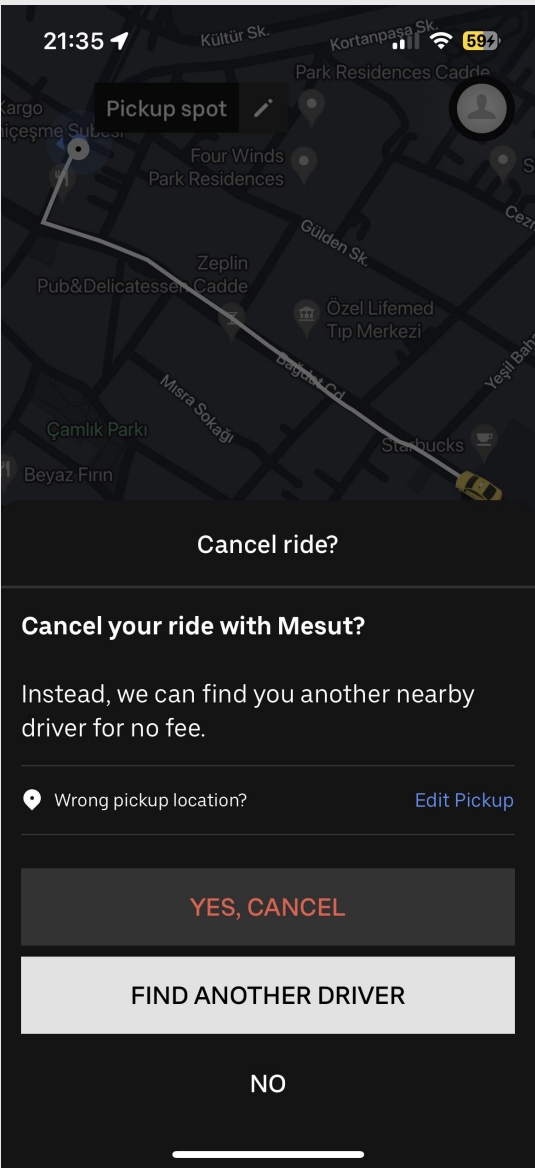 21:35
59
Kültür Sk.
Kortanpaşa Sk.
Park Residences Cadde
Kargo
Pickup spot
Four Winds
Park Residences
Gülden Sk.
Zeplin
Pub&Delicatessen Cadde
Özel Lifemed
Tıp Merkezi
Bağdat Cd.
Mısra Sokağı
Çamlık Parkı
Starbucks
Beyaz Fırın
Cancel ride?
Cancel your ride with Mesut?
Instead, we can find you another nearby
driver for no fee.
Wrong pickup location?
Edit Pickup
YES, CANCEL
FIND ANOTHER DRIVER
NO